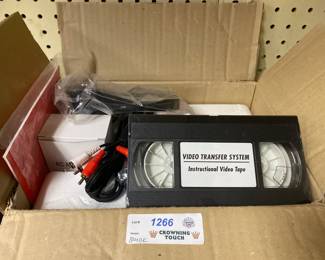 VIDEO TRANSFER SYSTEM
Instructional Video Tape
1266
CROWNING
TOUCH